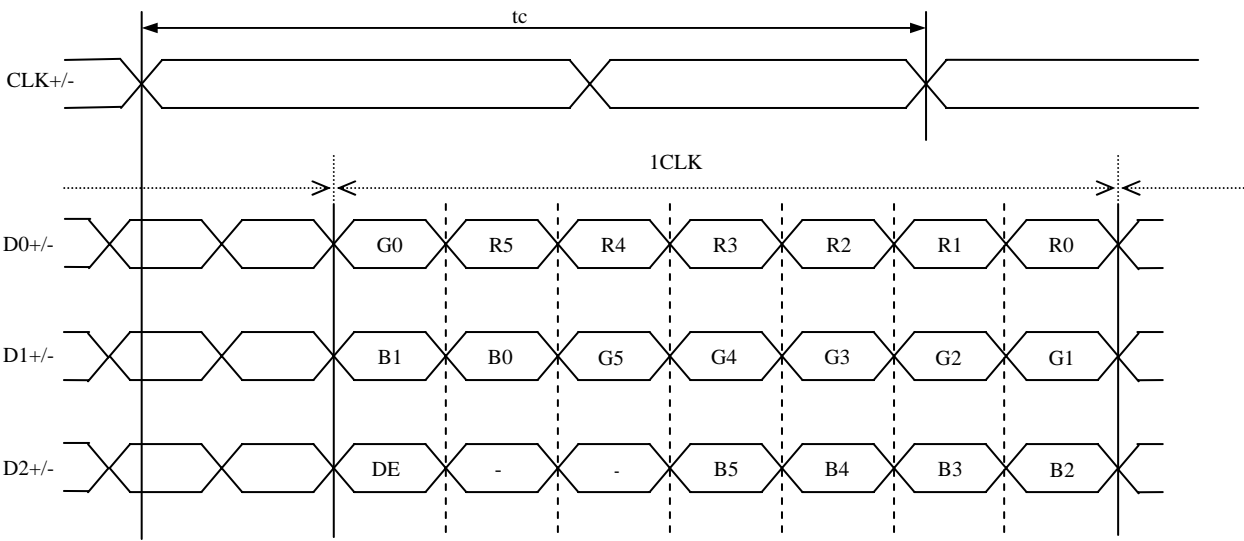 tc
CLK+/-
1CLK
D0+/- G0 R5 R4 R3 R2 R1 R0
D1+/- B1 B0 G5 G4 G3 G2 G1
D2+/- DE - - B5 B4 B3 B2